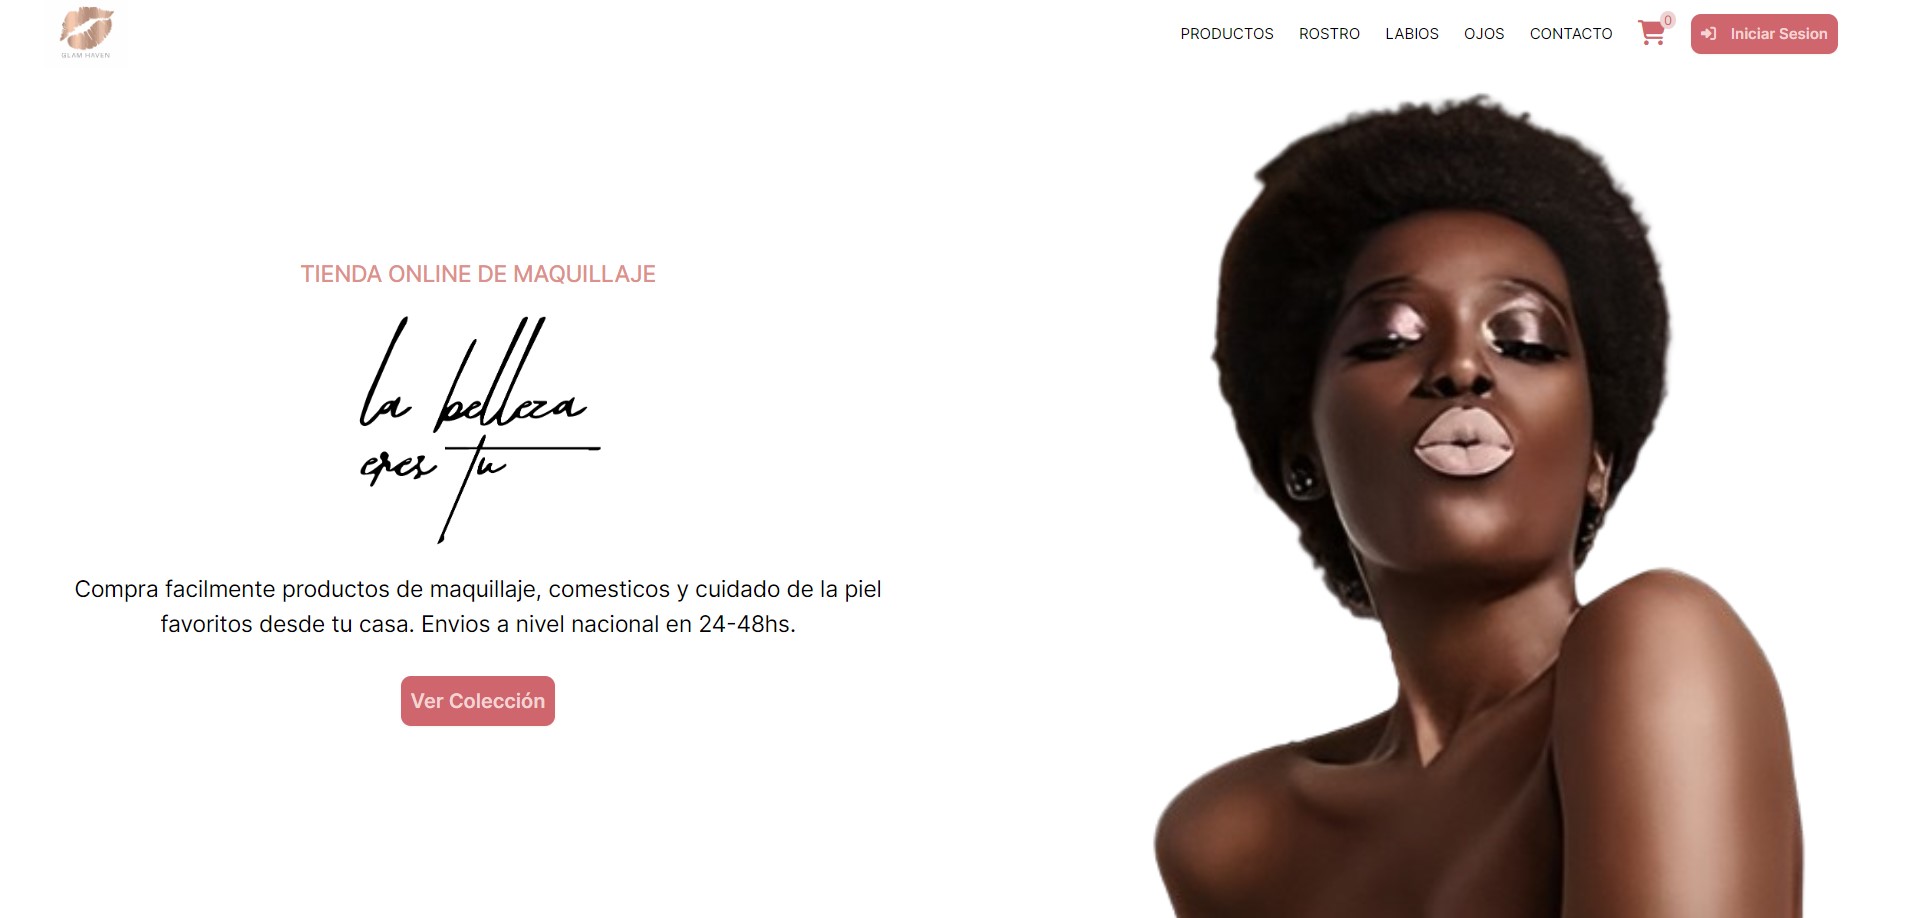 GLAM HAVEN
PRODUCTOS ROSTRO LABIOS OJOS CONTACTO 0 Iniciar Sesion
TIENDA ONLINE DE MAQUILLAJE
la belleza
eres tu
Compra facilmente productos de maquillaje, comesticos y cuidado de la piel
favoritos desde tu casa. Envios a nivel nacional en 24-48hs.
Ver Colección